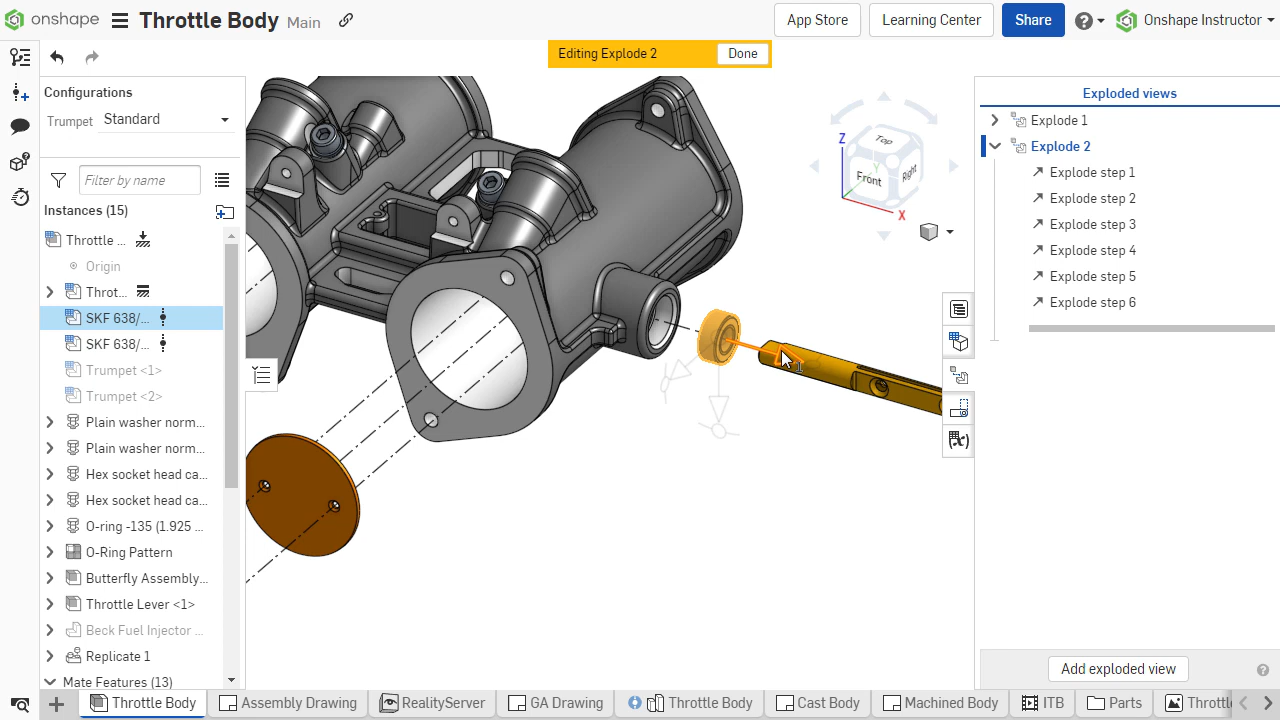 onshape Throttle Body Main App Store Learning Center Share Onshape Instructor
Editing Explode 2 Done
Configurations
Trumpet Standard
Filter by name
Instances (15)
Throttle ...
Origin
Throt...
SKF 638/...
SKF 638/...
Trumpet <1>
Trumpet <2>
Plain washer norm...
Plain washer norm...
Hex socket head ca...
Hex socket head ca...
O-ring -135 (1.925 ...
O-Ring Pattern
Butterfly Assembly...
Throttle Lever <1>
Beck Fuel Injector ...
Replicate 1
Mate Features (13)
Z
Y
X
Top
Front
Right
1
Exploded views
Explode 1
Explode 2
Explode step 1
Explode step 2
Explode step 3
Explode step 4
Explode step 5
Explode step 6
Add exploded view
Throttle Body Assembly Drawing RealityServer GA Drawing Throttle Body Cast Body Machined Body ITB Parts Throttl